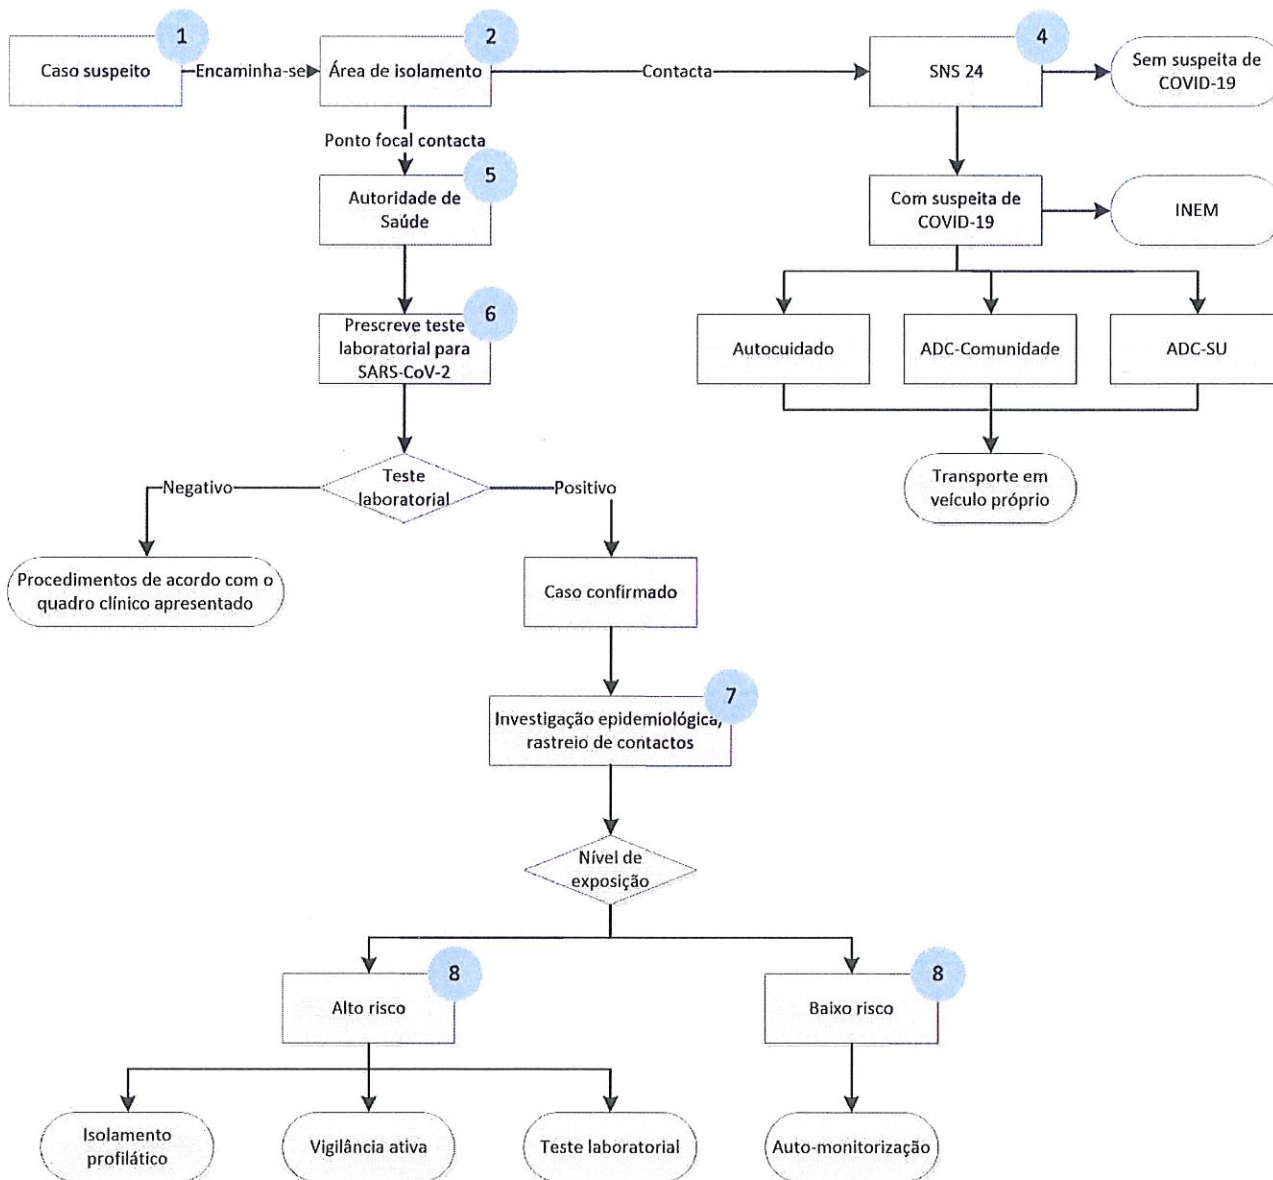 1
Caso suspeito
Encaminha-se
2
Área de isolamento
Contacta
4
SNS 24
Sem suspeita de
COVID-19
Ponto focal contacta
5
Autoridade de
Saúde
Com suspeita de
COVID-19
INEM
6
Prescreve teste
laboratorial para
SARS-CoV-2
Autocuidado
ADC-Comunidade
ADC-SU
Transporte em
veículo próprio
Teste
laboratorial
Negativo
Positivo
Procedimentos de acordo com o
quadro clínico apresentado
Caso confirmado
7
Investigação epidemiológica/
rastreio de contactos
Nível de
exposição
8
Alto risco
8
Baixo risco
Isolamento
profilático
Vigilância ativa
Teste laboratorial
Auto-monitorização